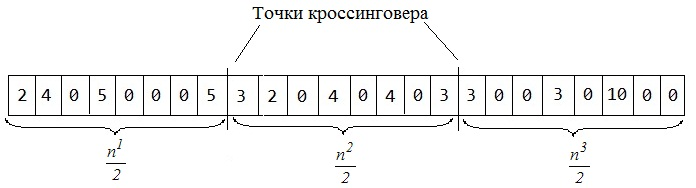 Точки кроссинговера
2 4 0 5 0 0 0 5 3 2 0 4 0 4 0 3 3 0 0 3 0 10 0 0
n¹ n² n³
2 2 2